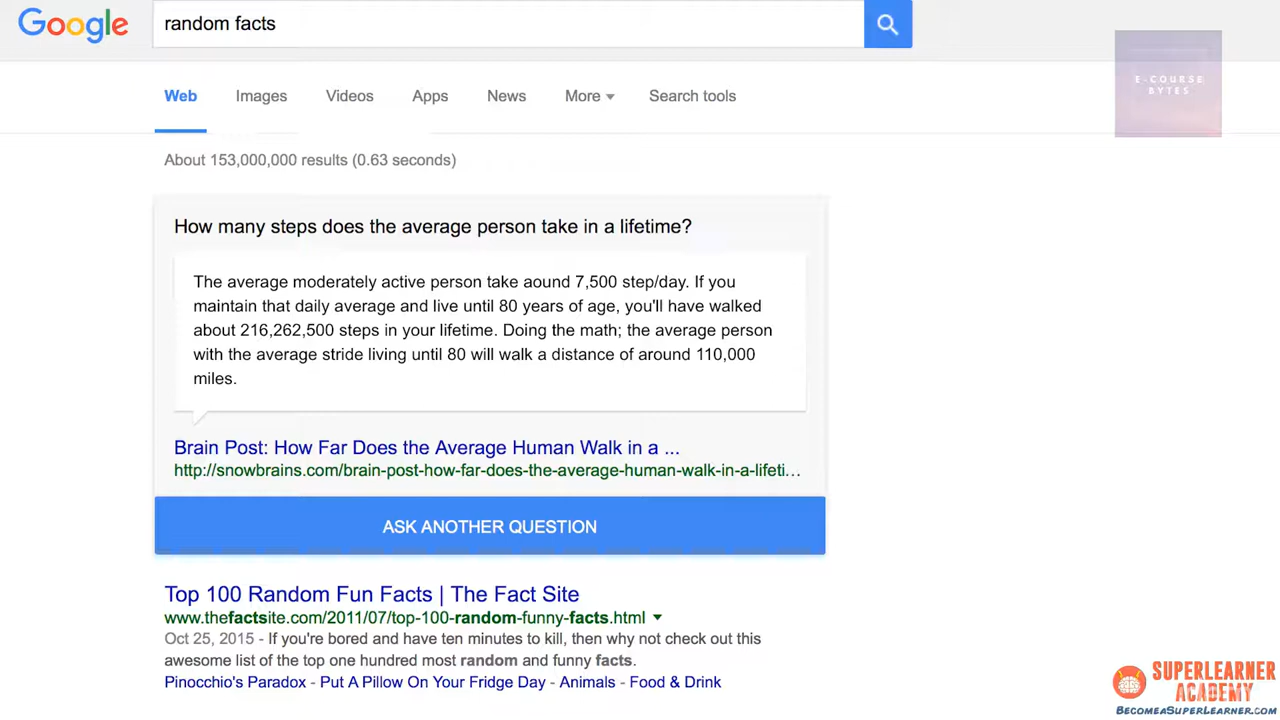 Google
random facts
Web Images Videos Apps News More Search tools
E-COURSE
BYTES
About 153,000,000 results (0.63 seconds)
How many steps does the average person take in a lifetime?
The average moderately active person take aound 7,500 step/day. If you
maintain that daily average and live until 80 years of age, you'll have walked
about 216,262,500 steps in your lifetime. Doing the math; the average person
with the average stride living until 80 will walk a distance of around 110,000
miles.
Brain Post: How Far Does the Average Human Walk in a ...
http://snowbrains.com/brain-post-how-far-does-the-average-human-walk-in-a-lifeti...
ASK ANOTHER QUESTION
Top 100 Random Fun Facts | The Fact Site
www.thefactsite.com/2011/07/top-100-random-funny-facts.html
Oct 25, 2015 - If you're bored and have ten minutes to kill, then why not check out this
awesome list of the top one hundred most random and funny facts.
Pinocchio's Paradox - Put A Pillow On Your Fridge Day - Animals - Food & Drink
SUPERLEARNER
ACADEMY
BECOMEASUPERLEARNER.COM